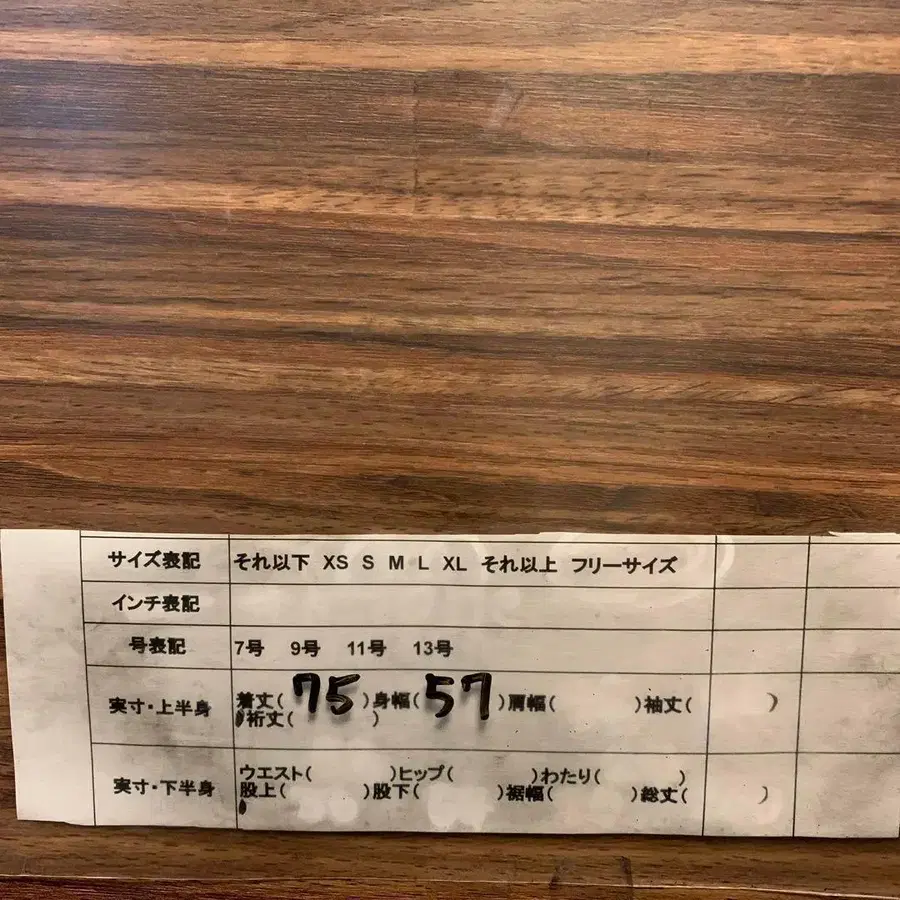 サイズ表記 それ以下 XS S M L XL それ以上 フリーサイズ
インチ表記
号表記 7号 9号 11号 13号
実寸・上半身 着丈( 75 )身幅( 57 )肩幅( )袖丈( )
裄丈( )
実寸・下半身 ウエスト( )ヒップ( )わたり( )
股上( )股下( )裾幅( )総丈( )